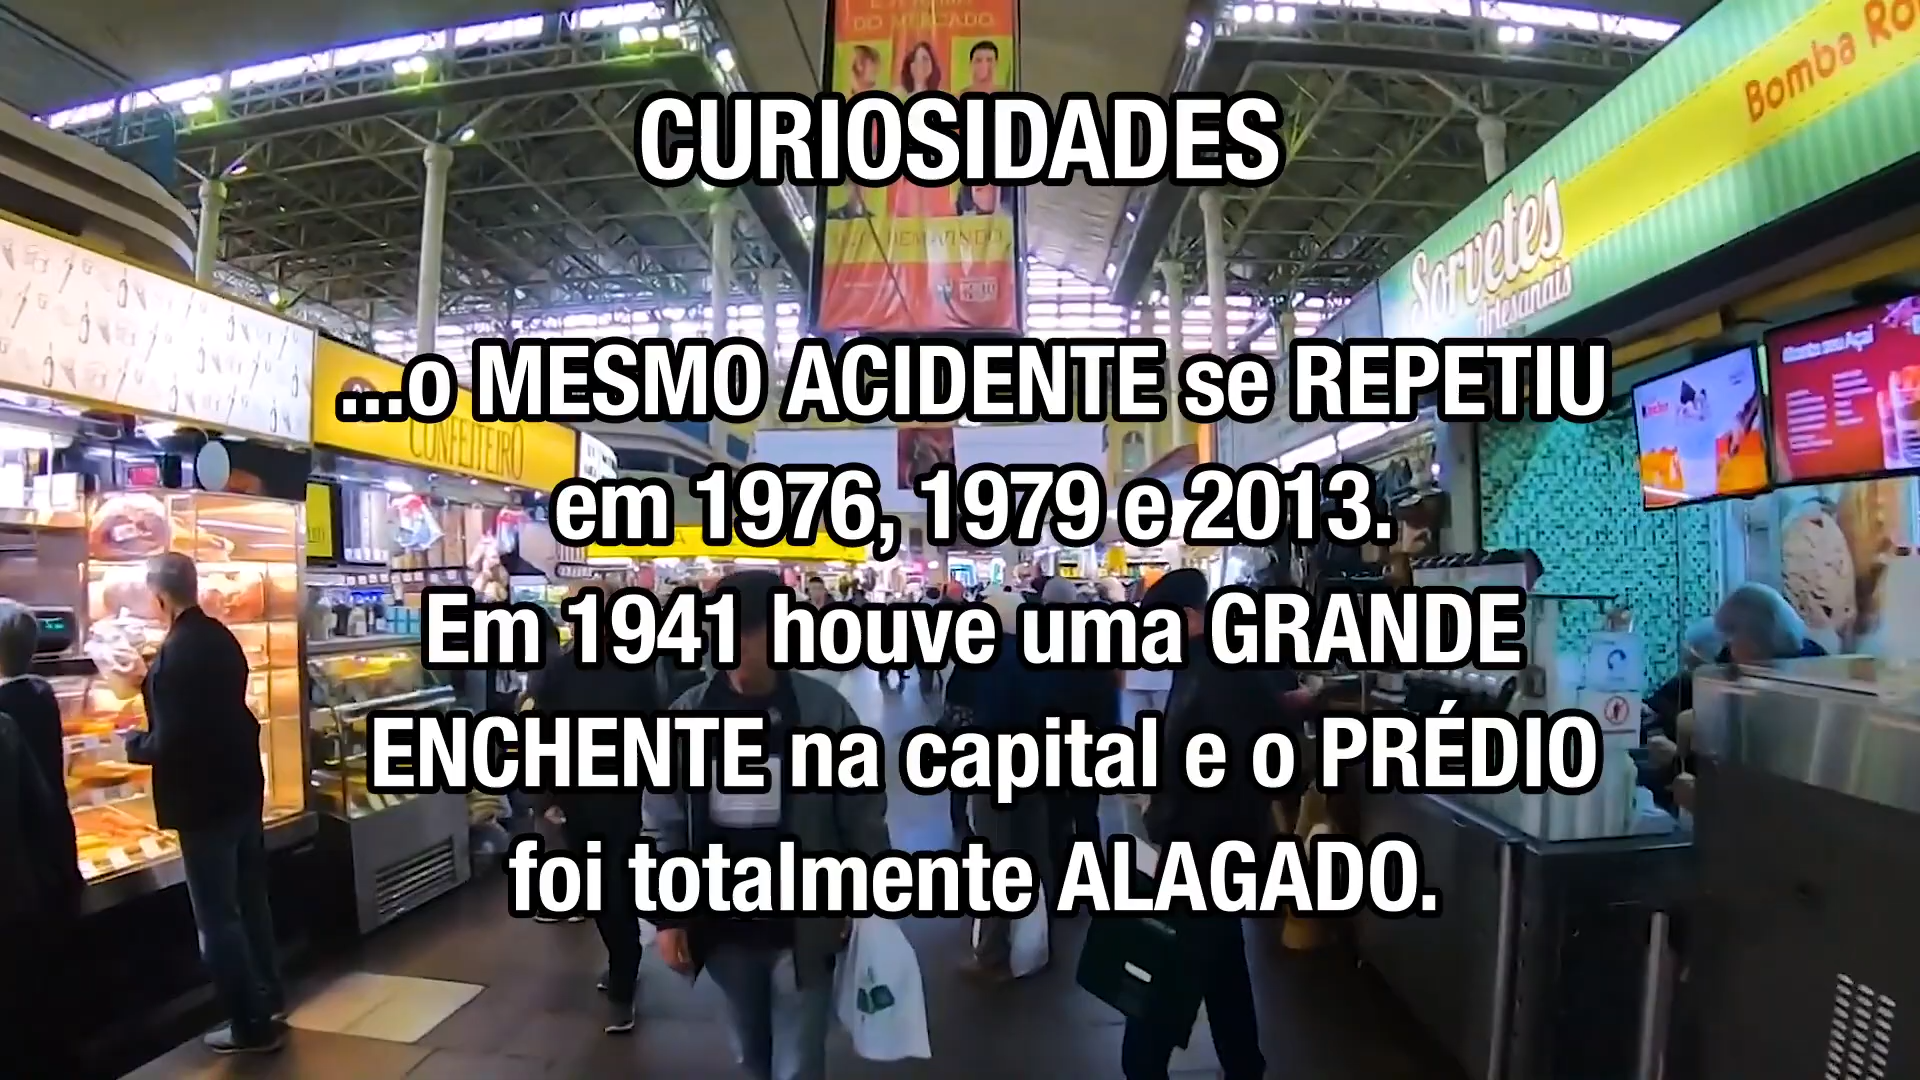 DO MERCADO
CURIOSIDADES
Bomba Ro
Sorvetes
Artesanais
...o MESMO ACIDENTE se REPETIU
CONFEITEIRO
em 1976, 1979 e 2013.
Em 1941 houve uma GRANDE
ENCHENTE na capital e o PRÉDIO
foi totalmente ALAGADO.